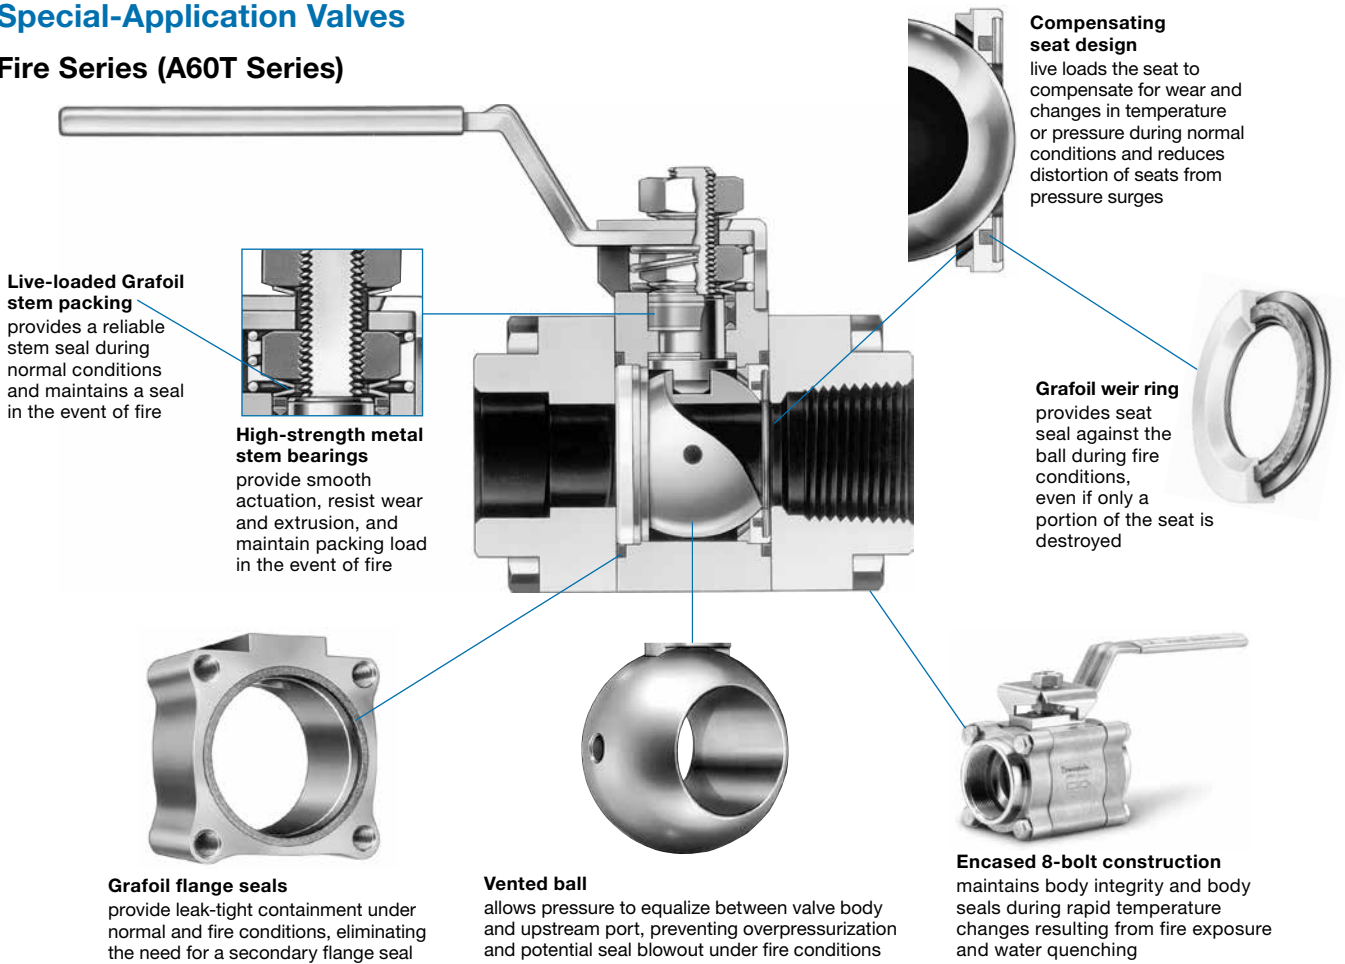 Special-Application Valves
Fire Series (A60T Series)
Compensating
seat design
live loads the seat to
compensate for wear and
changes in temperature
or pressure during normal
conditions and reduces
distortion of seats from
pressure surges
Live-loaded Grafoil
stem packing
provides a reliable
stem seal during
normal conditions
and maintains a seal
in the event of fire
High-strength metal
stem bearings
provide smooth
actuation, resist wear
and extrusion, and
maintain packing load
in the event of fire
Grafoil weir ring
provides seat
seal against the
ball during fire
conditions,
even if only a
portion of the seat is
destroyed
Grafoil flange seals
provide leak-tight containment under
normal and fire conditions, eliminating
the need for a secondary flange seal
Vented ball
allows pressure to equalize between valve body
and upstream port, preventing overpressurization
and potential seal blowout under fire conditions
Encased 8-bolt construction
maintains body integrity and body
seals during rapid temperature
changes resulting from fire exposure
and water quenching